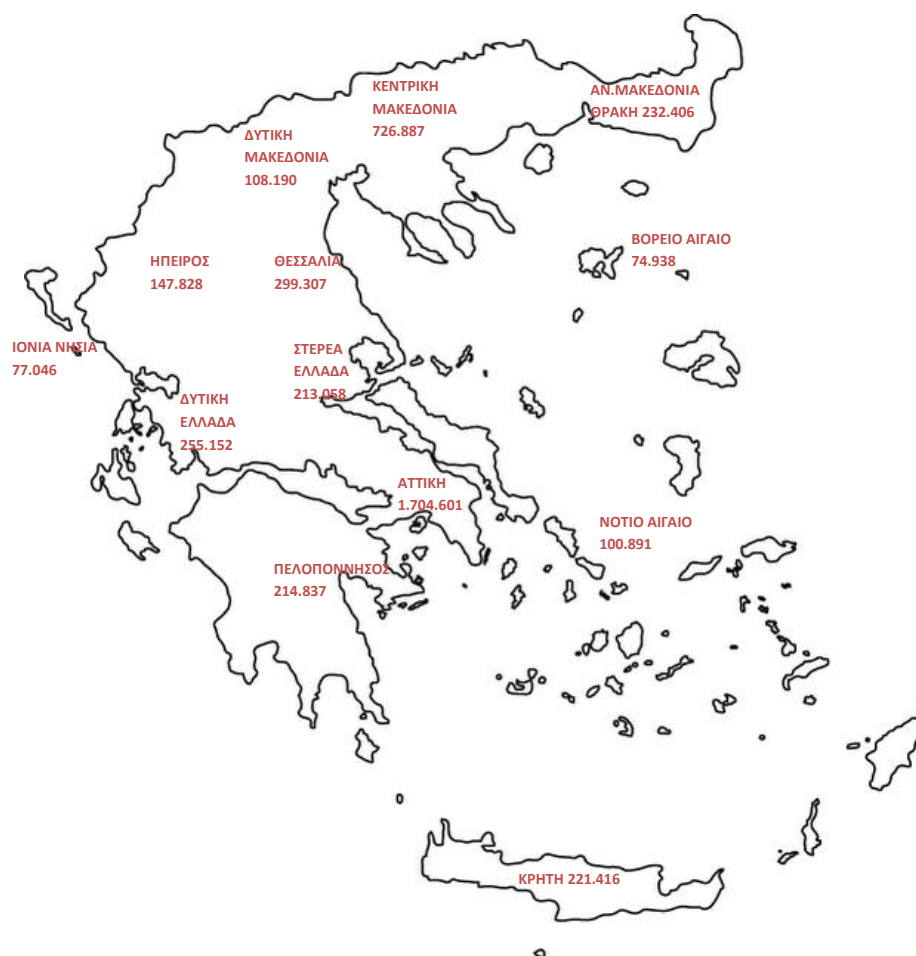 ΚΕΝΤΡΙΚΗ
ΜΑΚΕΔΟΝΙΑ
726.887
ΑΝ.ΜΑΚΕΔΟΝΙΑ
ΘΡΑΚΗ 232.406
ΔΥΤΙΚΗ
ΜΑΚΕΔΟΝΙΑ
108.190
ΒΟΡΕΙΟ ΑΙΓΑΙΟ
74.938
ΗΠΕΙΡΟΣ
147.828
ΘΕΣΣΑΛΙΑ
299.307
ΙΟΝΙΑ ΝΗΣΙΑ
77.046
ΣΤΕΡΕΑ
ΕΛΛΑΔΑ
213.058
ΔΥΤΙΚΗ
ΕΛΛΑΔΑ
255.152
ΑΤΤΙΚΗ
1.704.601
ΝΟΤΙΟ ΑΙΓΑΙΟ
100.891
ΠΕΛΟΠΟΝΝΗΣΟΣ
214.837
ΚΡΗΤΗ 221.416